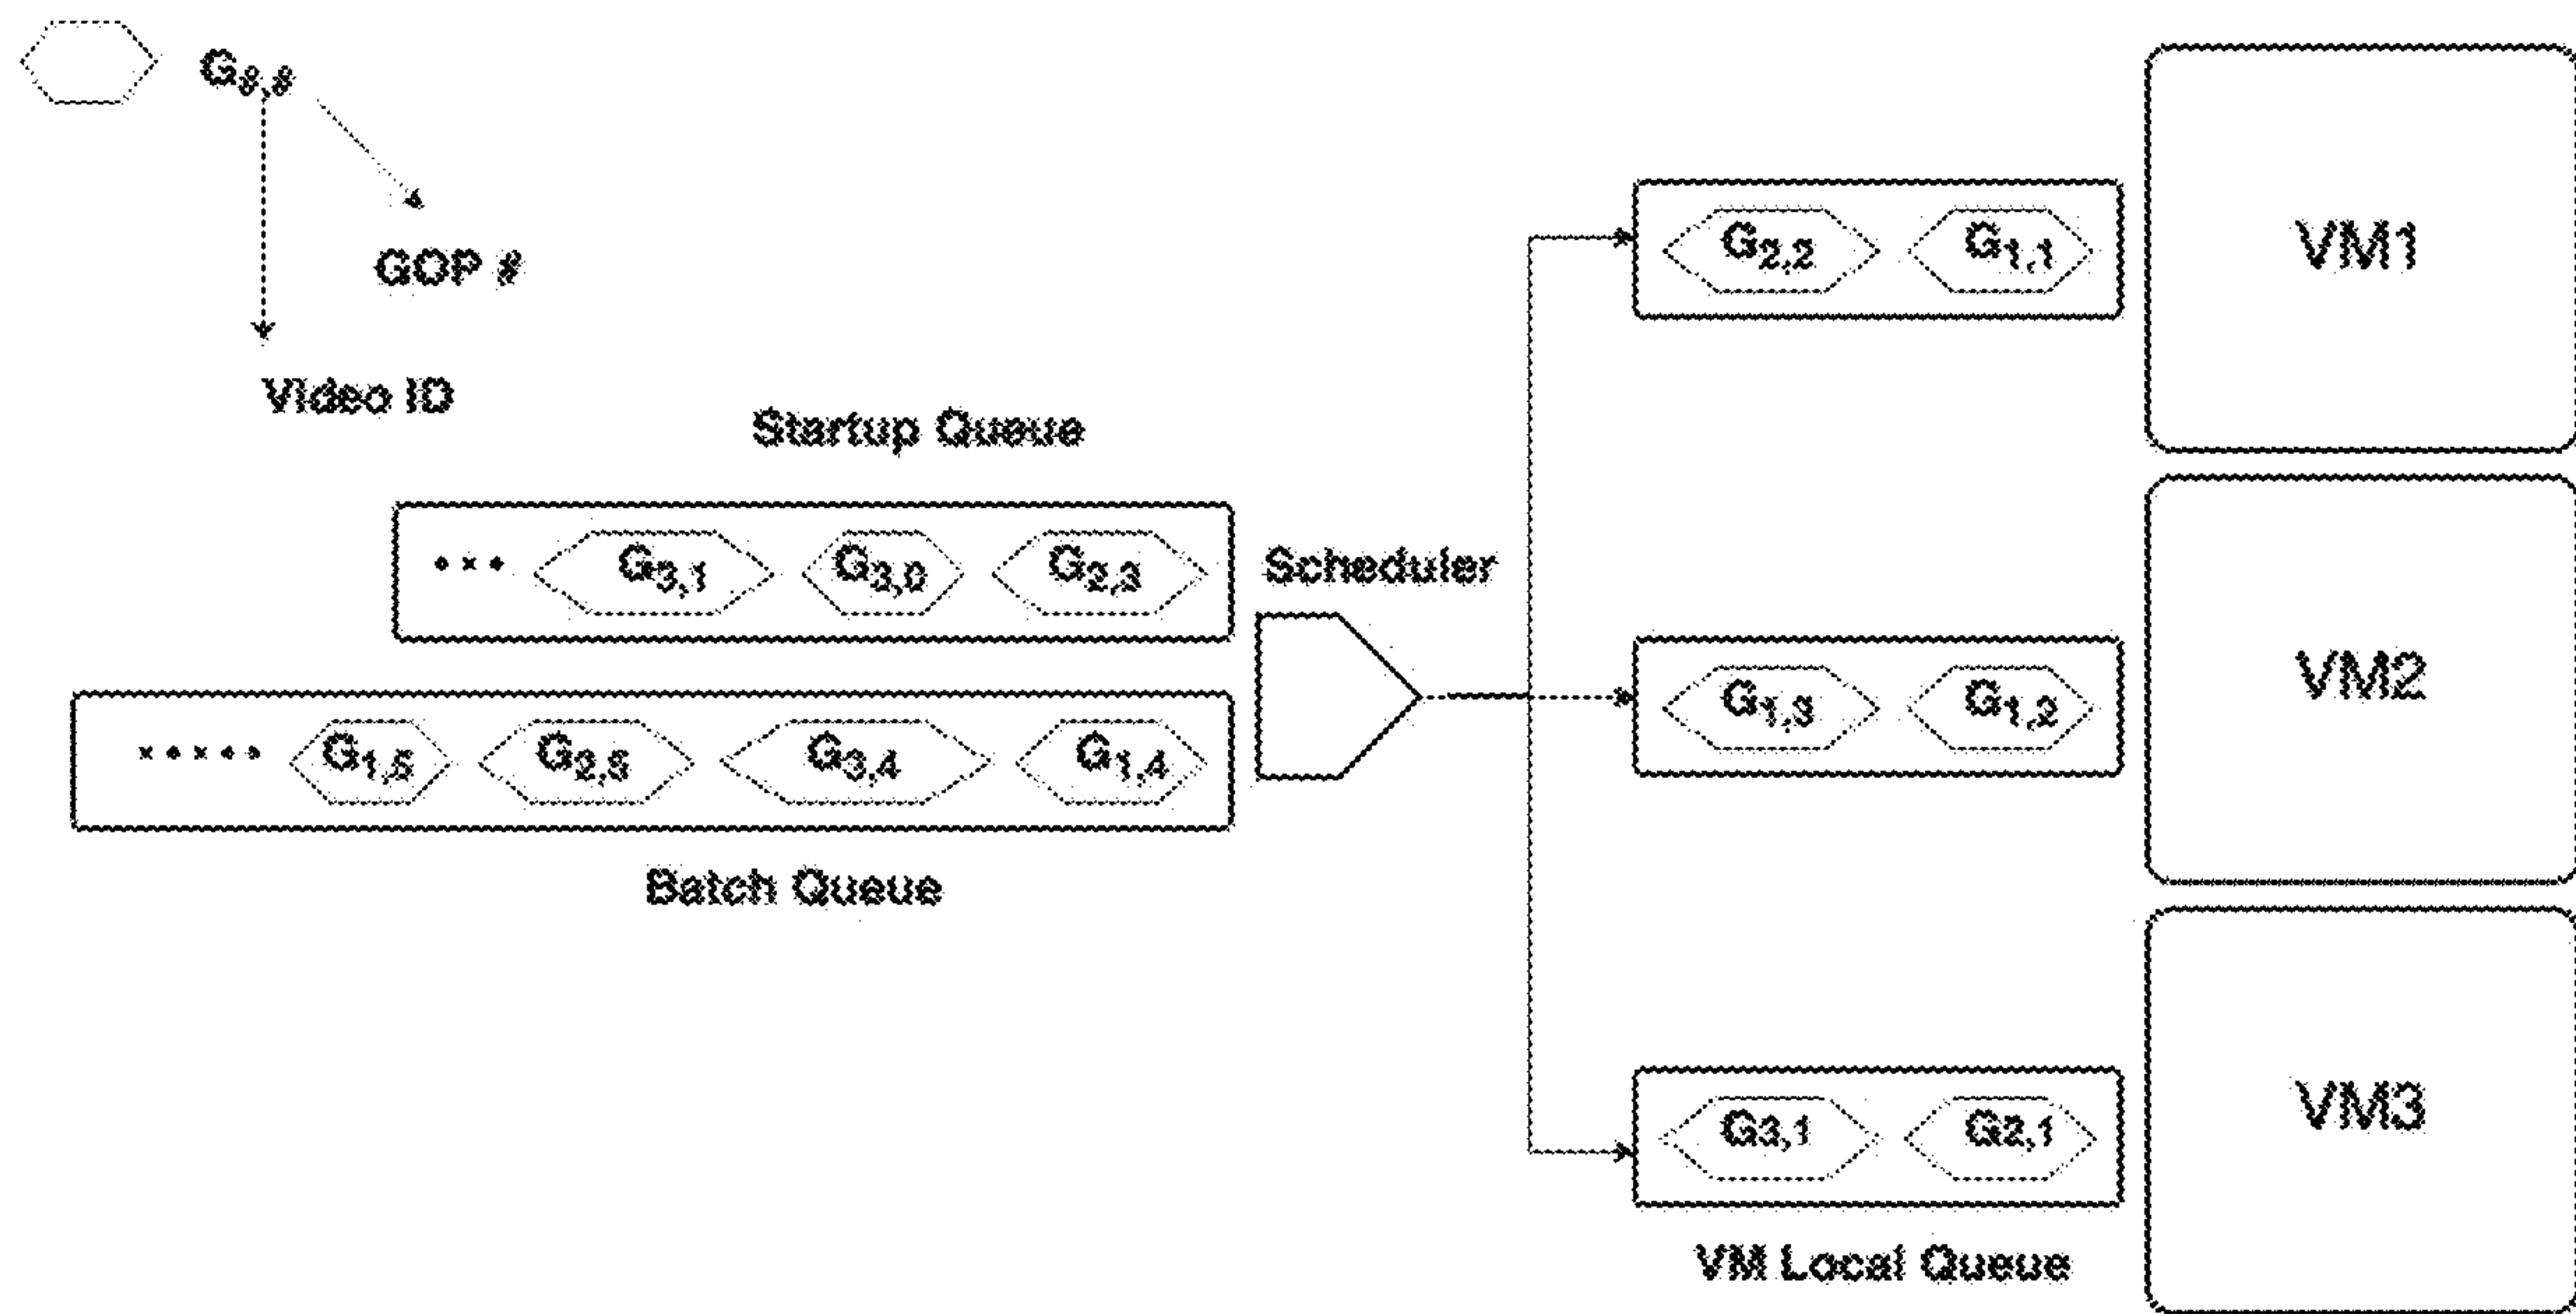 G#,#
GOP #
Video ID
Startup Queue
G3,1 G3,0 G2,3
Scheduler
G1,5 G2,5 G3,4 G1,4
Batch Queue
G2,2 G1,1
VM1
G1,3 G1,2
VM2
G3,1 G2,1
VM3
VM Local Queue